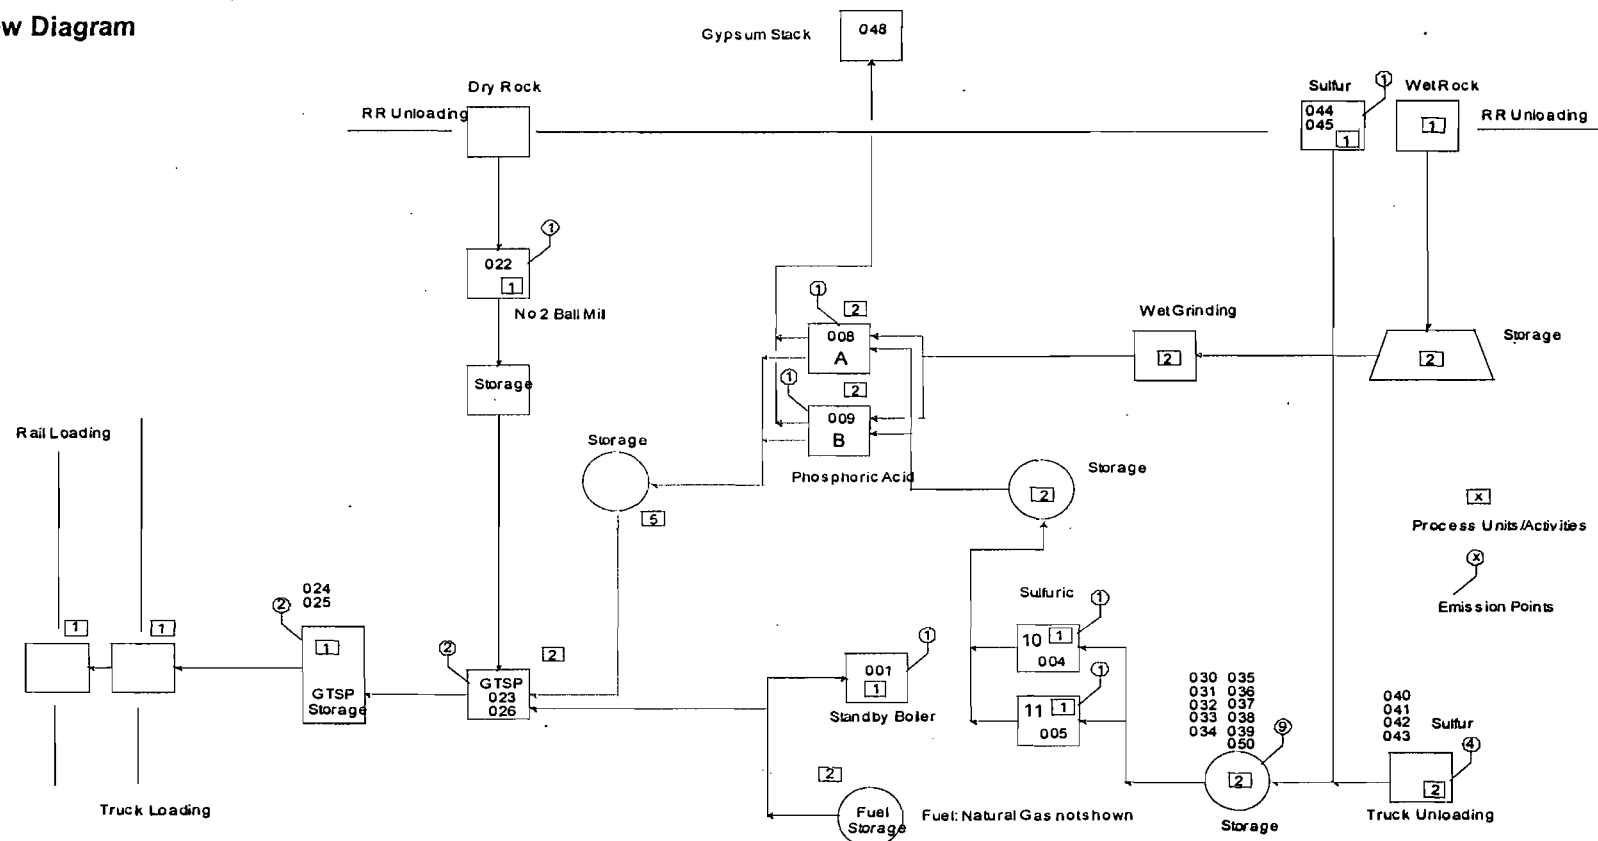 w Diagram
Gypsum Stack
048
Dry Rock
RR Unloading
Sulfur
1
Wet Rock
044
045
1
1
RR Unloading
022
1
1
No 2 Ball Mill
1
2
008
A
Wet Grinding
2
2
Storage
Storage
1
2
009
B
Phosphoric Acid
Rail Loading
Storage
5
Storage
2
x
Process Units/Activities
x
Emission Points
024
025
2
1
1
1
GTSP
Storage
2
2
GTSP
023
026
1
001
1
Standby Boiler
Sulfuric
1
10
1
004
1
11
1
005
030 035
031 036
032 037
033 038
034 039
050
9
2
Storage
040
041
042
043
Sulfur
4
2
Truck Unloading
Truck Loading
2
Fuel
Storage
Fuel: Natural Gas not shown